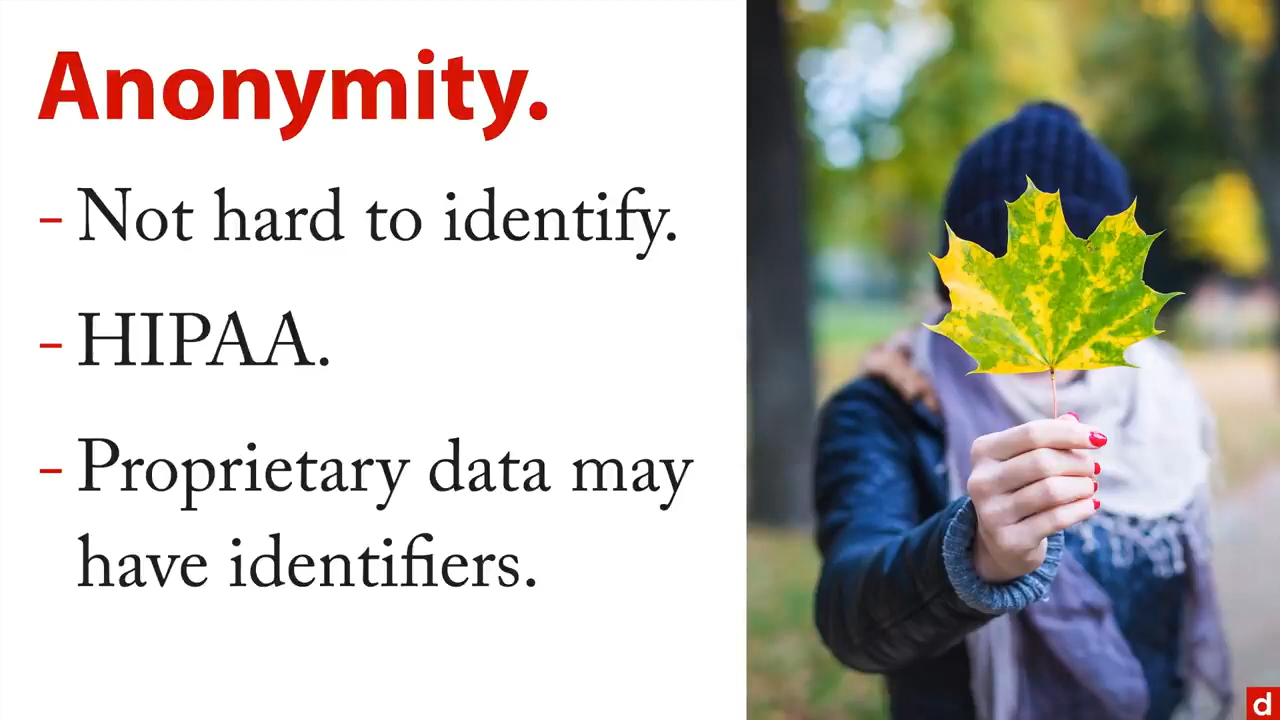 Anonymity.
- Not hard to identify.
- HIPAA.
- Proprietary data may
have identifiers.
d